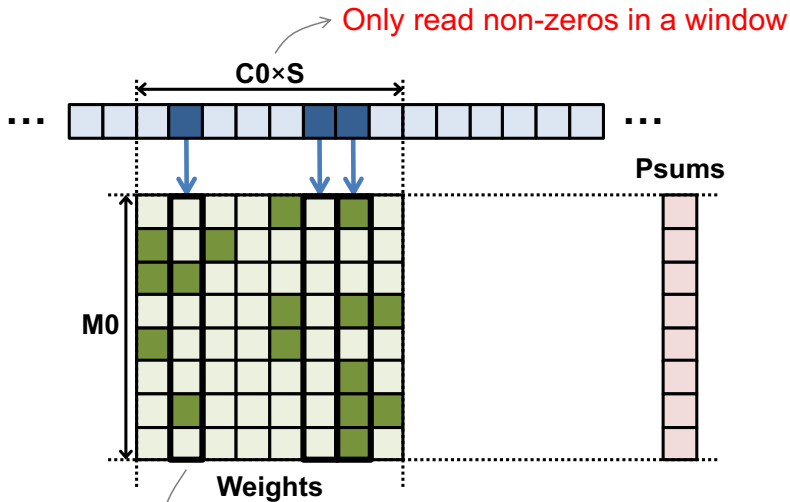 Only read non-zeros in a window
C0×S
... ...
Psums
M0
Weights